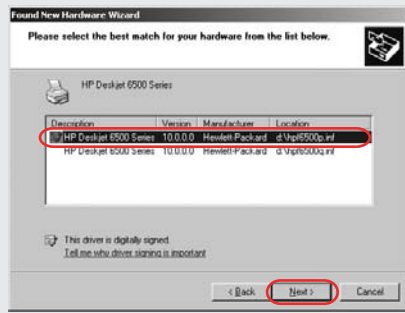 Found New Hardware Wizard
Please select the best match for your hardware from the list below.
HP Deskjet 6500 Series
Description Version Manufacturer Location
HP Deskjet 6500 Series 10.0.0.0 Hewlett-Packard d:\hpf6500p.inf
HP Deskjet 6500 Series 10.0.0.0 Hewlett-Packard d:\hpf6500q.inf
This driver is digitally signed.
Tell me why driver signing is important
< Back Next > Cancel